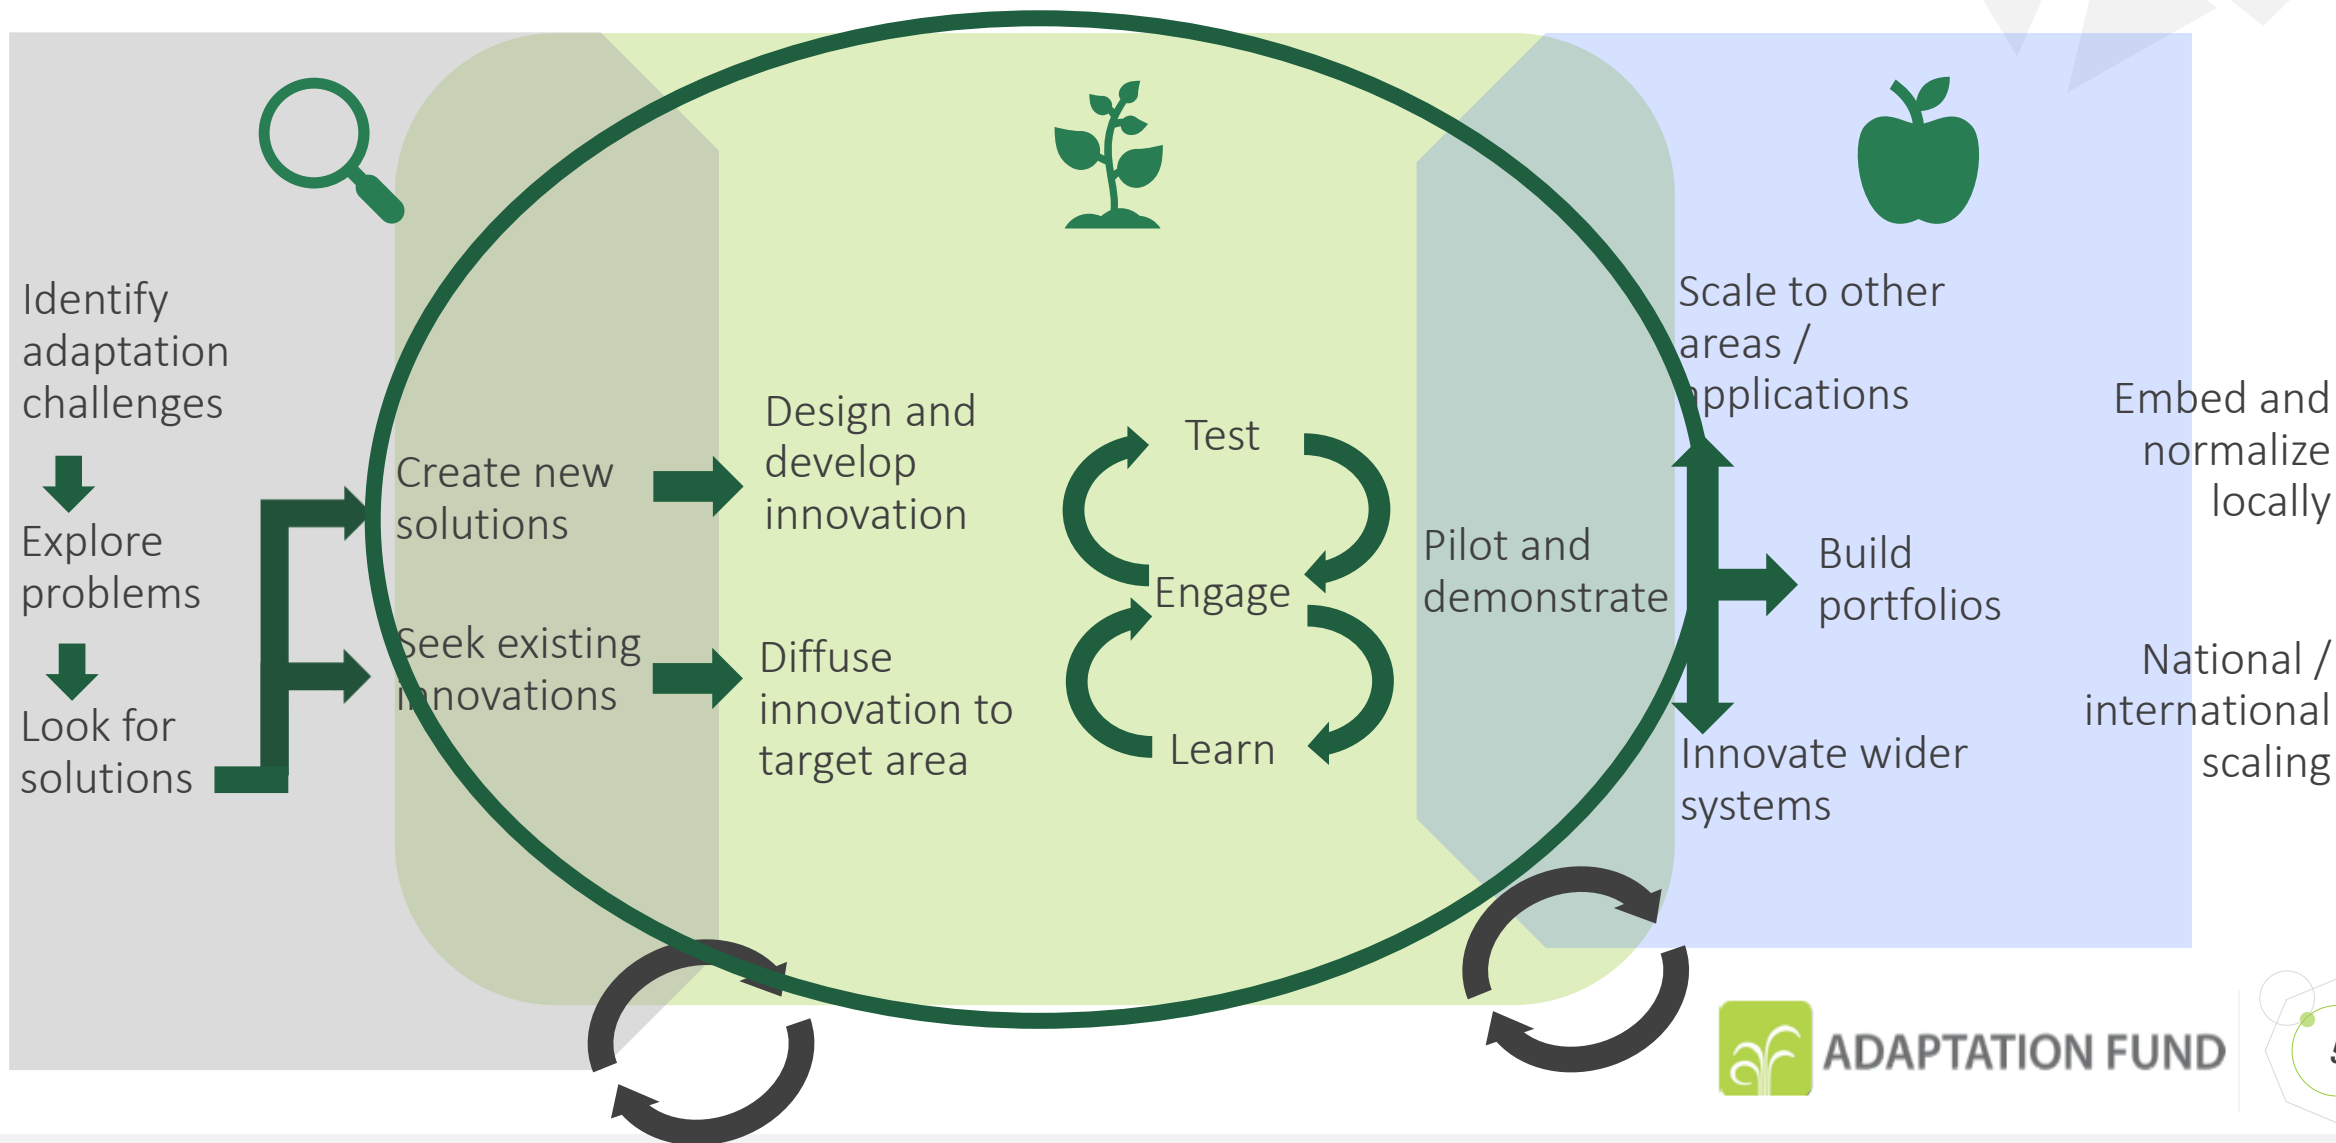 Identify
adaptation
challenges
Explore
problems
Look for
solutions
Create new
solutions
Seek existing
innovations
Design and
develop
innovation
Diffuse
innovation to
target area
Test
Engage
Learn
Pilot and
demonstrate
Scale to other
areas /
applications
Build
portfolios
Innovate wider
systems
Embed and
normalize
locally
National /
international
scaling
ADAPTATION FUND